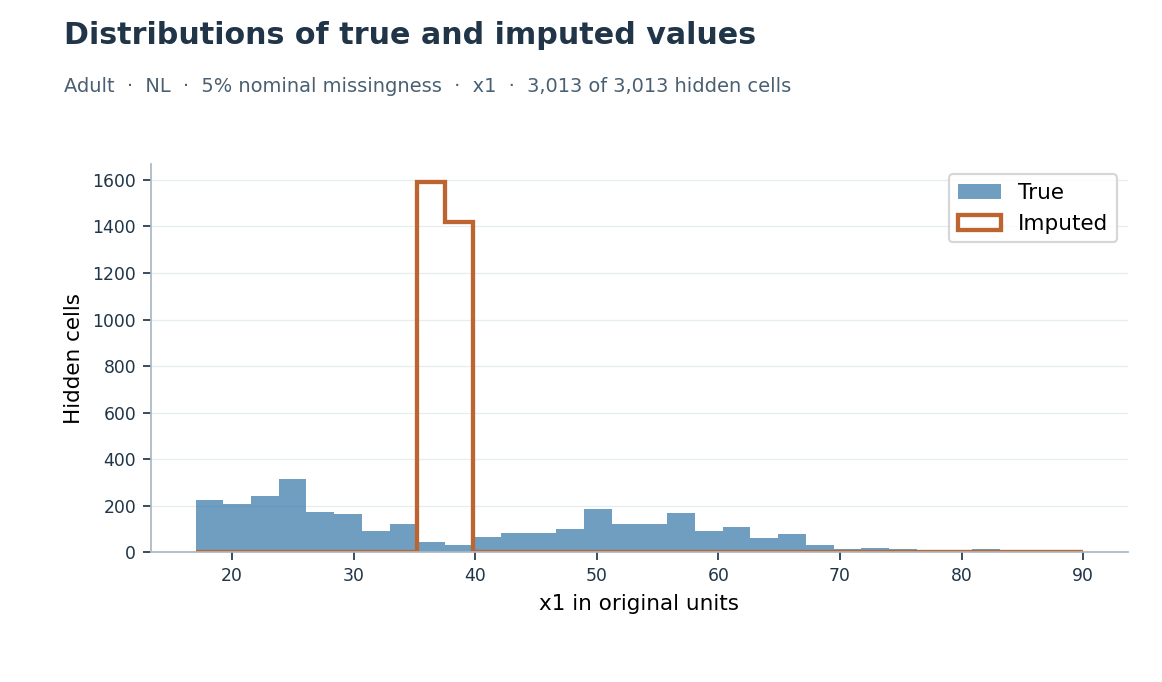 Distributions of true and imputed values
Adult · NL · 5% nominal missingness · x1 · 3,013 of 3,013 hidden cells
True
Imputed
Hidden cells
1600
1400
1200
1000
800
600
400
200
0
20 30 40 50 60 70 80 90
x1 in original units